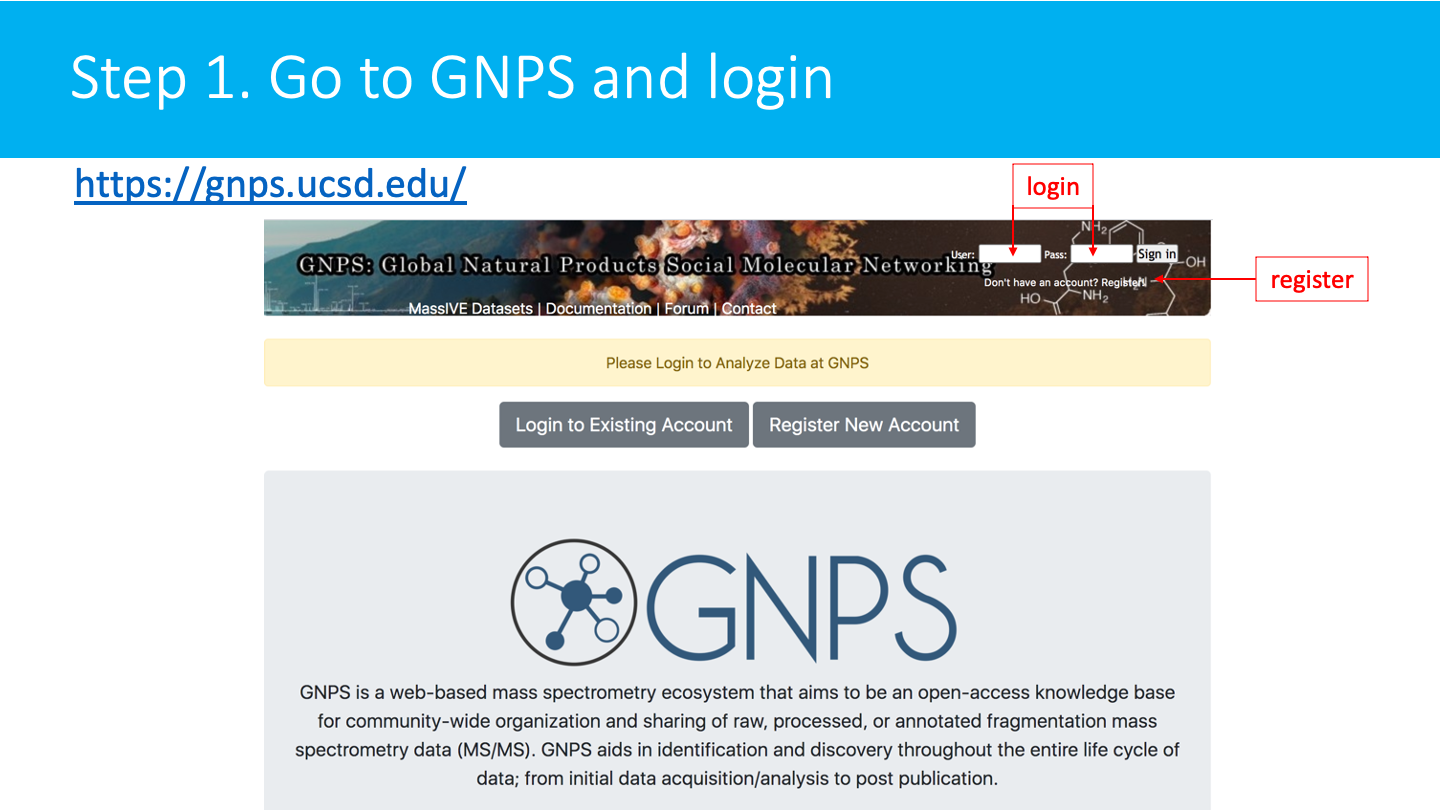 Step 1. Go to GNPS and login
https://gnps.ucsd.edu/
login
NH2
GNPS: Global Natural Products Social Molecular Networking
User: Pass: Sign in
OH
Don't have an account? Register!
H2N
register
HO
NH2
MassIVE Datasets | Documentation | Forum | Contact
Please Login to Analyze Data at GNPS
Login to Existing Account
Register New Account
GNPS
GNPS is a web-based mass spectrometry ecosystem that aims to be an open-access knowledge base
for community-wide organization and sharing of raw, processed, or annotated fragmentation mass
spectrometry data (MS/MS). GNPS aids in identification and discovery throughout the entire life cycle of
data; from initial data acquisition/analysis to post publication.